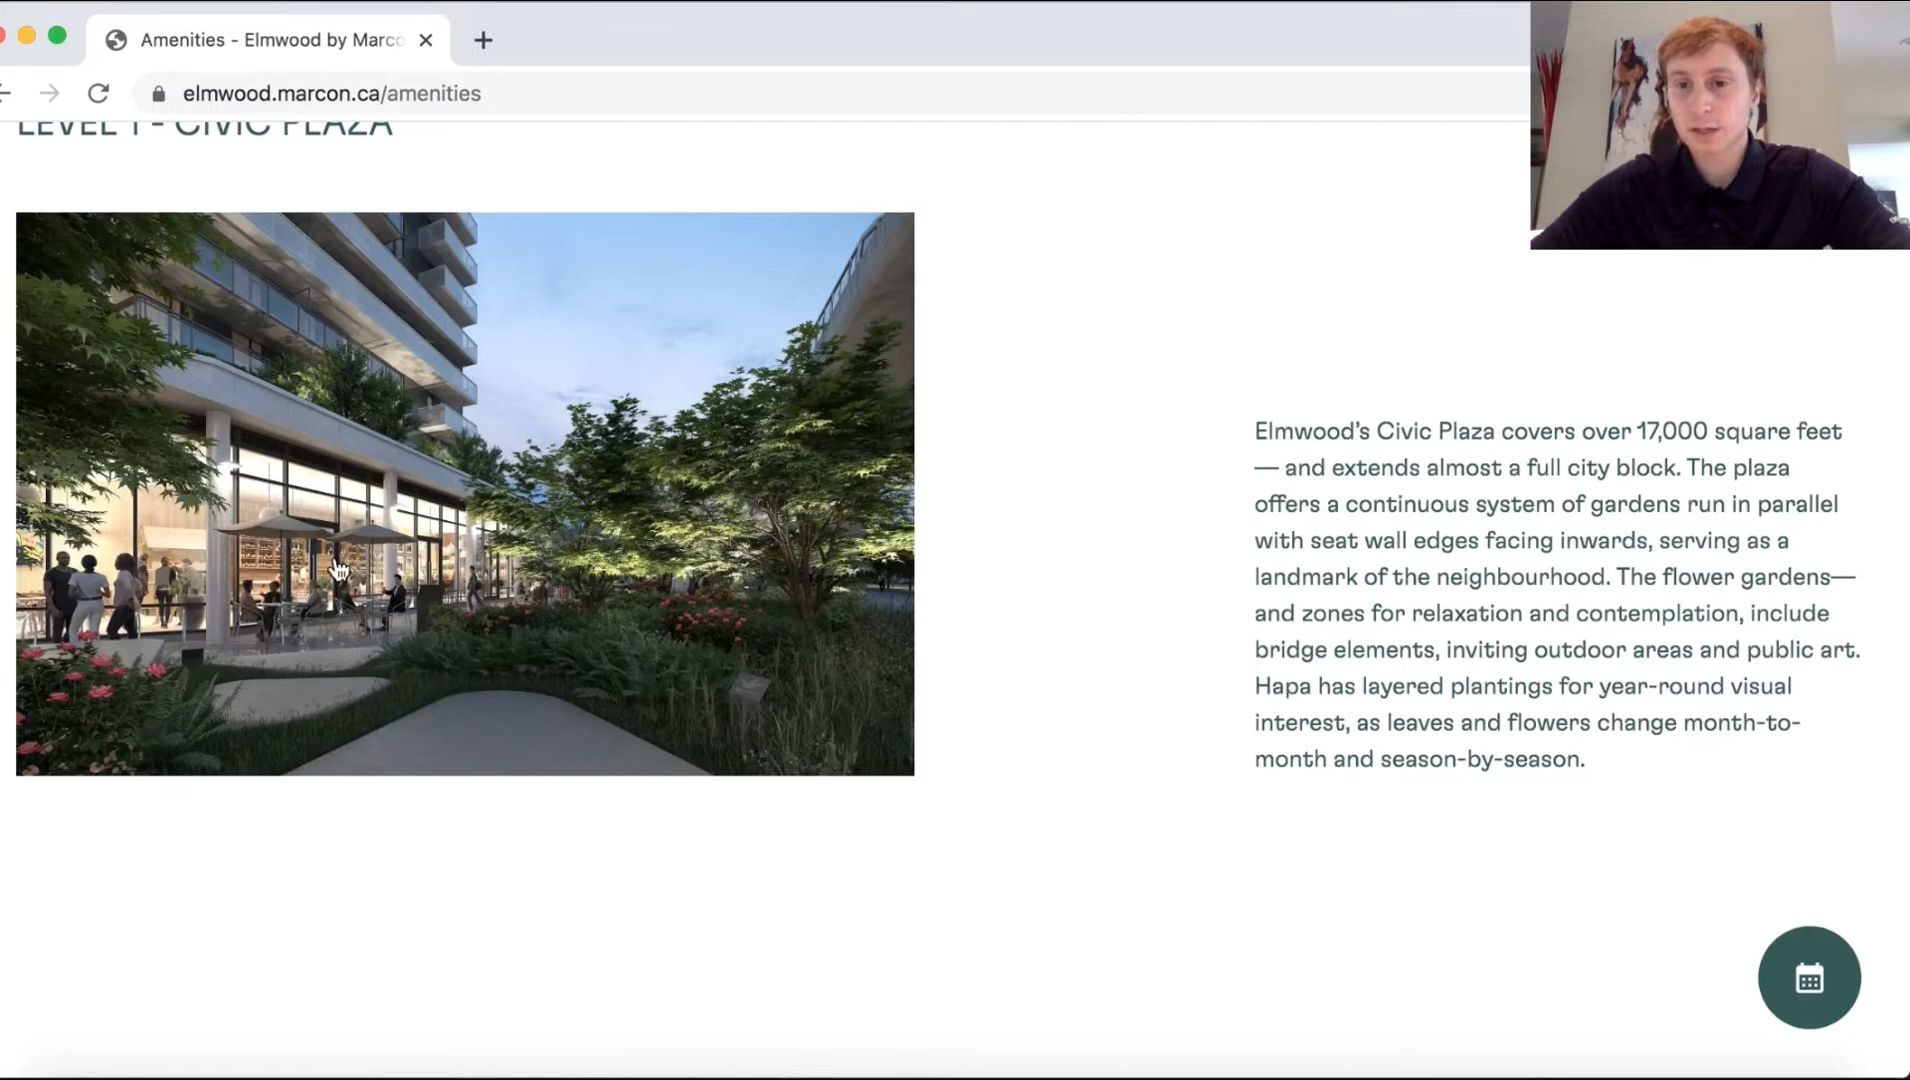 Amenities - Elmwood by Marco
elmwood.marcon.ca/amenities
LEVEL 1 - CIVIC PLAZA
Elmwood's Civic Plaza covers over 17,000 square feet
— and extends almost a full city block. The plaza
offers a continuous system of gardens run in parallel
with seat wall edges facing inwards, serving as a
landmark of the neighbourhood. The flower gardens—
and zones for relaxation and contemplation, include
bridge elements, inviting outdoor areas and public art.
Hapa has layered plantings for year-round visual
interest, as leaves and flowers change month-to-
month and season-by-season.